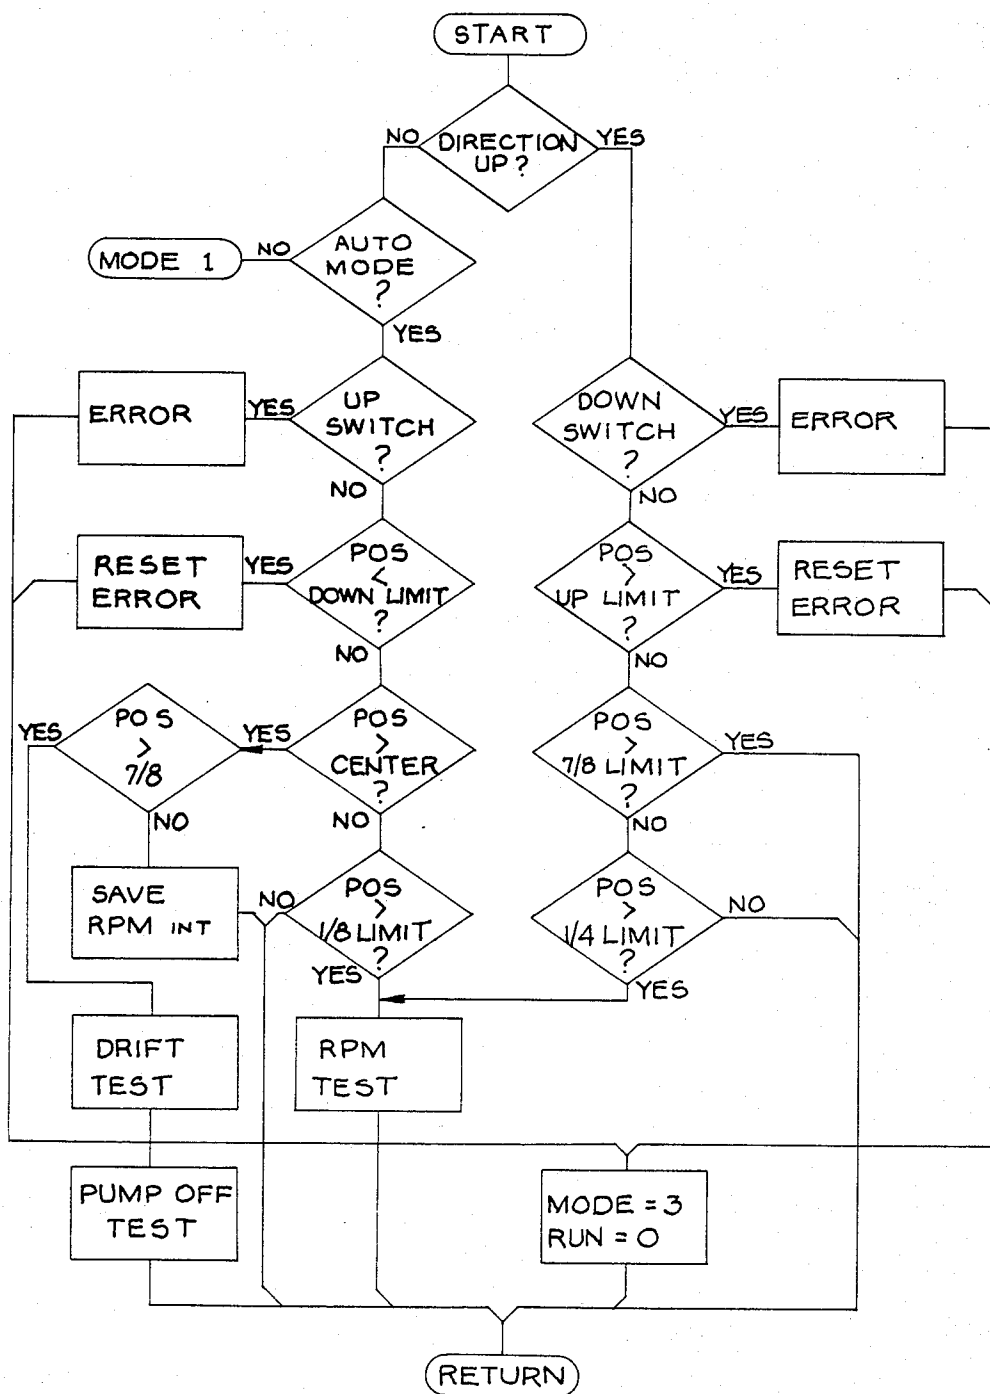 START
NO
DIRECTION
UP?
YES
MODE 1
NO
AUTO
MODE
?
YES
ERROR
YES
UP
SWITCH
?
NO
DOWN
SWITCH
?
YES
ERROR
NO
RESET
ERROR
YES
POS
<
DOWN LIMIT
?
NO
POS
>
UP LIMIT
?
YES
RESET
ERROR
NO
YES
POS
>
7/8
NO
YES
POS
>
CENTER
?
NO
POS
>
7/8 LIMIT
?
YES
NO
SAVE
RPM INT
NO
POS
>
1/8 LIMIT
?
YES
POS
>
1/4 LIMIT
?
NO
YES
DRIFT
TEST
RPM
TEST
PUMP OFF
TEST
MODE = 3
RUN = 0
RETURN